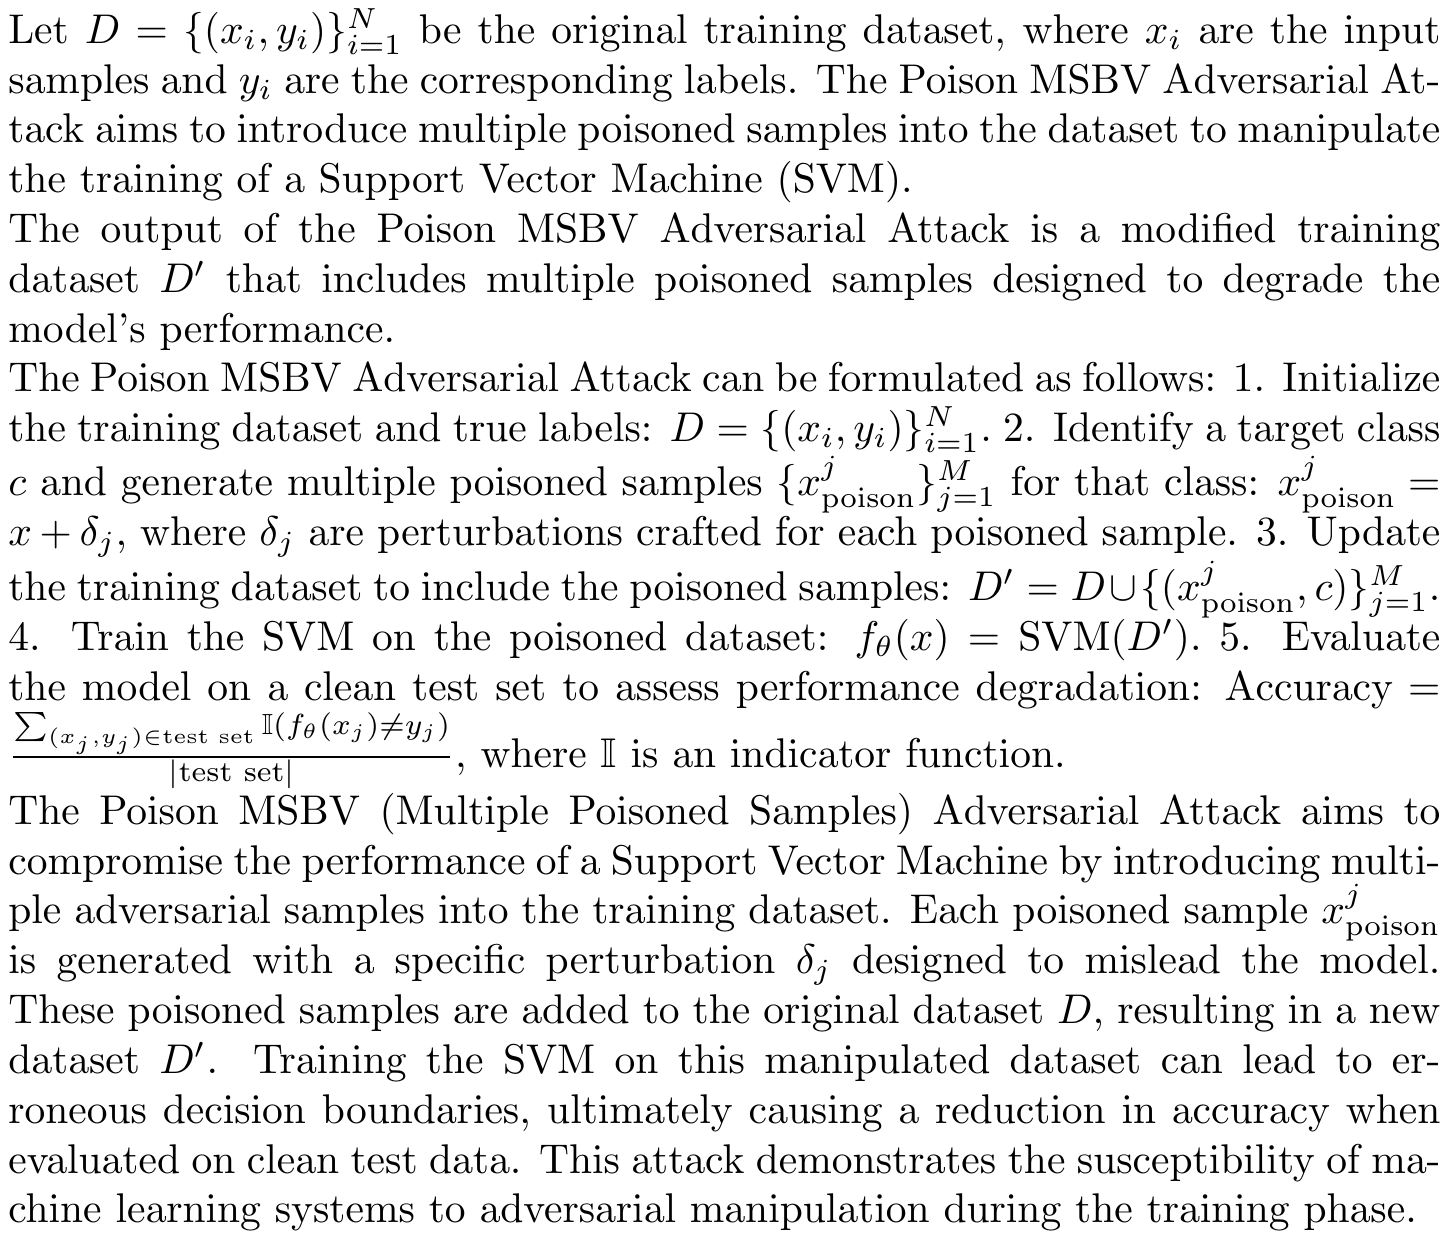 Let $D = \{(x_i, y_i)\}_{i=1}^N$ be the original training dataset, where $x_i$ are the input
samples and $y_i$ are the corresponding labels. The Poison MSBV Adversarial At-
tack aims to introduce multiple poisoned samples into the dataset to manipulate
the training of a Support Vector Machine (SVM).
The output of the Poison MSBV Adversarial Attack is a modified training
dataset $D'$ that includes multiple poisoned samples designed to degrade the
model's performance.
The Poison MSBV Adversarial Attack can be formulated as follows: 1. Initialize
the training dataset and true labels: $D = \{(x_i, y_i)\}_{i=1}^N$. 2. Identify a target class
$c$ and generate multiple poisoned samples $\{x_{\text{poison}}^j\}_{j=1}^M$ for that class: $x_{\text{poison}}^j =$
$x + \delta_j$, where $\delta_j$ are perturbations crafted for each poisoned sample. 3. Update
the training dataset to include the poisoned samples: $D' = D \cup \{(x_{\text{poison}}^j, c)\}_{j=1}^M$.
4. Train the SVM on the poisoned dataset: $f_\theta(x) = \text{SVM}(D')$. 5. Evaluate
the model on a clean test set to assess performance degradation: Accuracy =
$\frac{\sum_{(x_j, y_j) \in \text{test set}} \mathbb{I}(f_\theta(x_j) \neq y_j)}{|\text{test set}|}$, where $\mathbb{I}$ is an indicator function.
The Poison MSBV (Multiple Poisoned Samples) Adversarial Attack aims to
compromise the performance of a Support Vector Machine by introducing multi-
ple adversarial samples into the training dataset. Each poisoned sample $x_{\text{poison}}^j$
is generated with a specific perturbation $\delta_j$ designed to mislead the model.
These poisoned samples are added to the original dataset $D$, resulting in a new
dataset $D'$. Training the SVM on this manipulated dataset can lead to er-
roneous decision boundaries, ultimately causing a reduction in accuracy when
evaluated on clean test data. This attack demonstrates the susceptibility of ma-
chine learning systems to adversarial manipulation during the training phase.